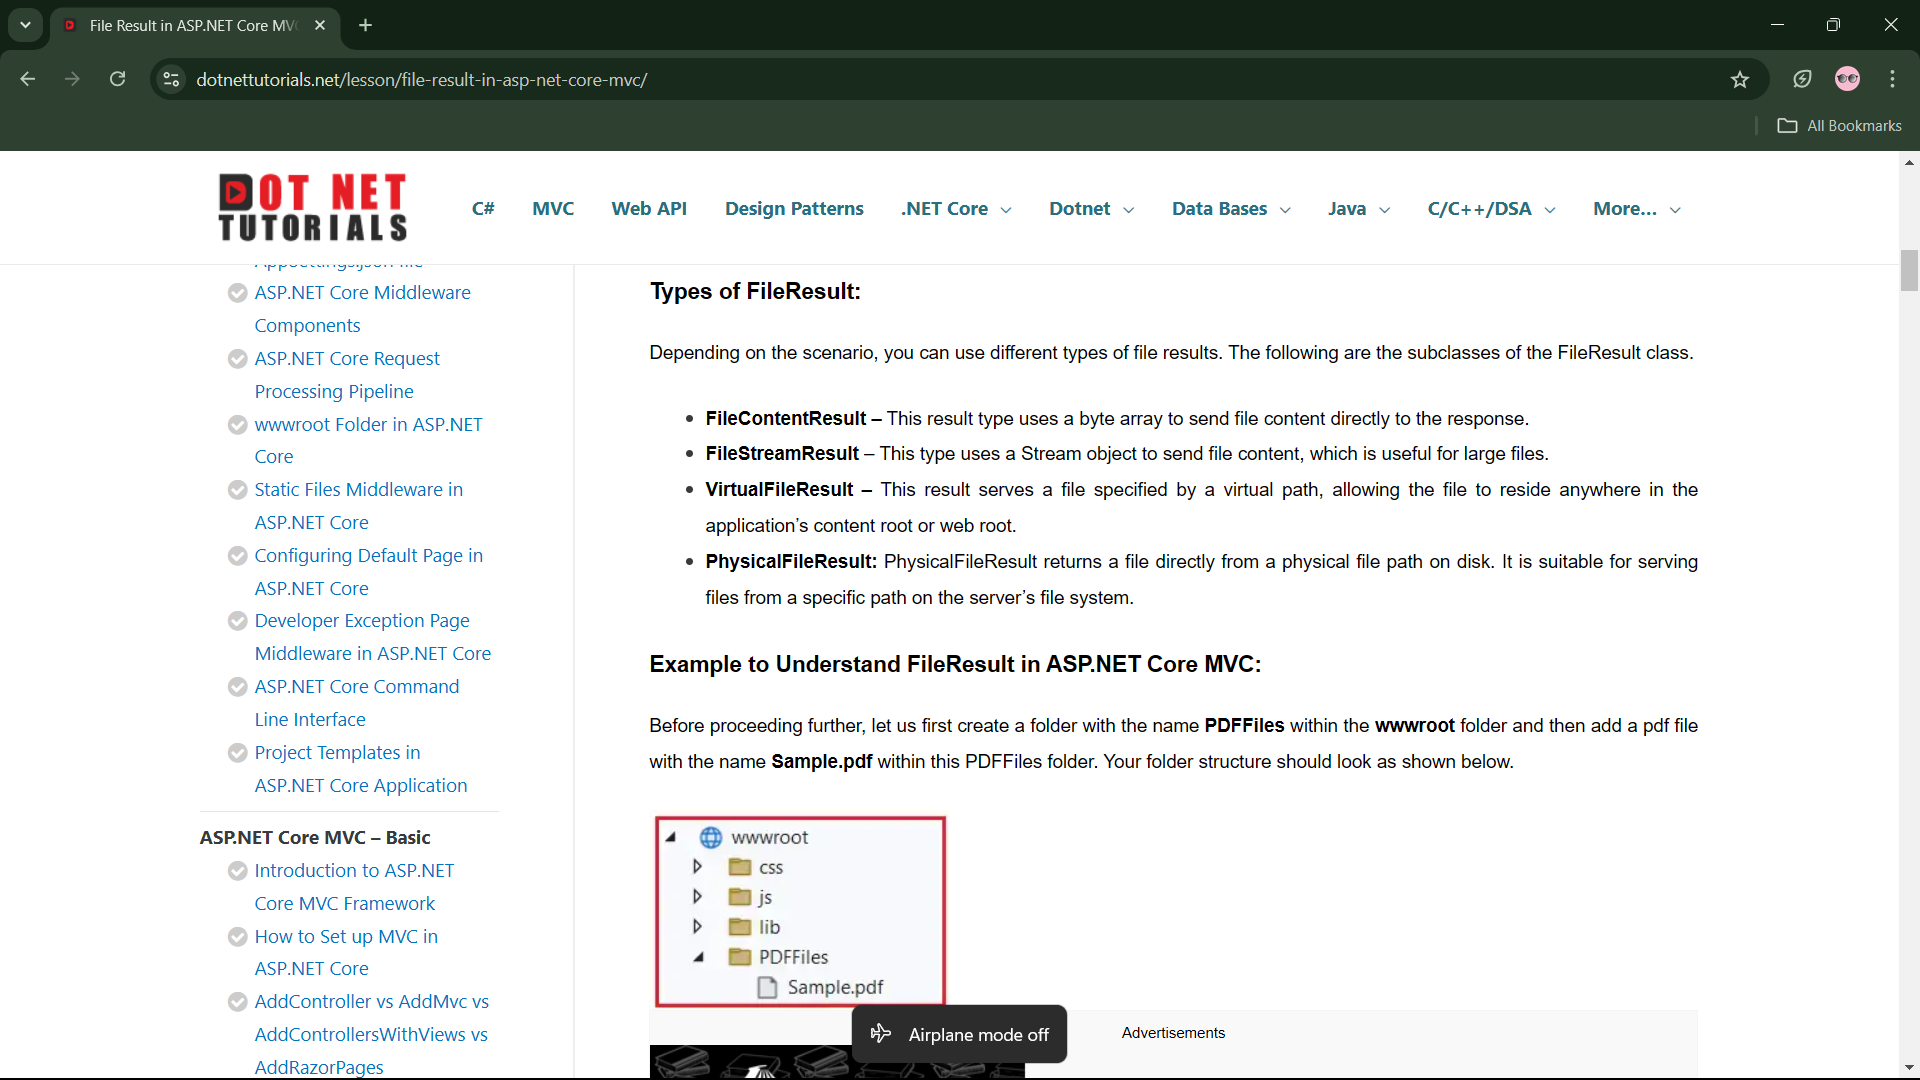 File Result in ASP.NET Core MV
dotnettutorials.net/lesson/file-result-in-asp-net-core-mvc/
All Bookmarks
DOT NET
TUTORIALS
C# MVC Web API Design Patterns .NET Core Dotnet Data Bases Java C/C++/DSA More...
AppSettings.json file
ASP.NET Core Middleware
Components
ASP.NET Core Request
Processing Pipeline
wwwroot Folder in ASP.NET
Core
Static Files Middleware in
ASP.NET Core
Configuring Default Page in
ASP.NET Core
Developer Exception Page
Middleware in ASP.NET Core
ASP.NET Core Command
Line Interface
Project Templates in
ASP.NET Core Application
ASP.NET Core MVC – Basic
Introduction to ASP.NET
Core MVC Framework
How to Set up MVC in
ASP.NET Core
AddController vs AddMvc vs
AddControllersWithViews vs
AddRazorPages
Types of FileResult:
Depending on the scenario, you can use different types of file results. The following are the subclasses of the FileResult class.
FileContentResult – This result type uses a byte array to send file content directly to the response.
FileStreamResult – This type uses a Stream object to send file content, which is useful for large files.
VirtualFileResult – This result serves a file specified by a virtual path, allowing the file to reside anywhere in the
application’s content root or web root.
PhysicalFileResult: PhysicalFileResult returns a file directly from a physical file path on disk. It is suitable for serving
files from a specific path on the server’s file system.
Example to Understand FileResult in ASP.NET Core MVC:
Before proceeding further, let us first create a folder with the name PDFFiles within the wwwroot folder and then add a pdf file
with the name Sample.pdf within this PDFFiles folder. Your folder structure should look as shown below.
wwwroot
css
js
lib
PDFFiles
Sample.pdf
Airplane mode off
Advertisements